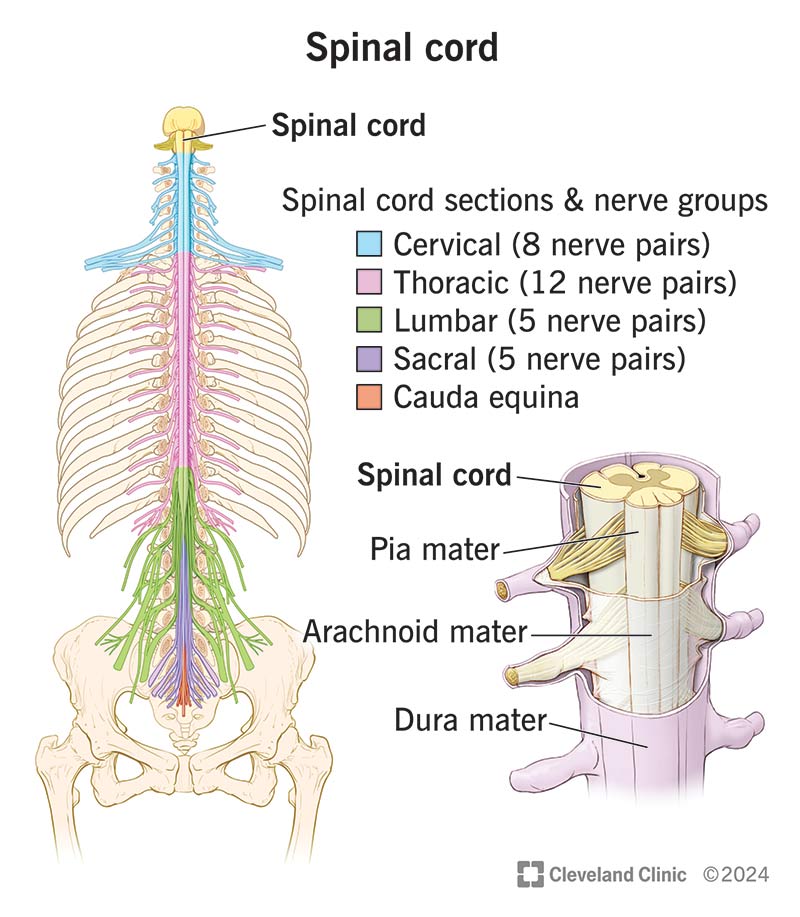 Spinal cord
Spinal cord
Spinal cord sections & nerve groups
Cervical (8 nerve pairs)
Thoracic (12 nerve pairs)
Lumbar (5 nerve pairs)
Sacral (5 nerve pairs)
Cauda equina
Spinal cord
Pia mater
Arachnoid mater
Dura mater
Cleveland Clinic ©2024